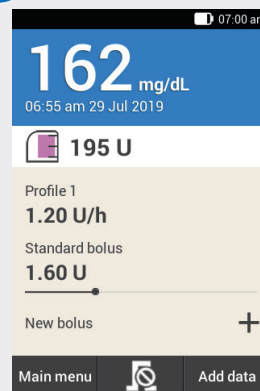 07:00 am
162 mg/dL
06:55 am 29 Jul 2019
195 U
Profile 1
1.20 U/h
Standard bolus
1.60 U
New bolus
Main menu Add data